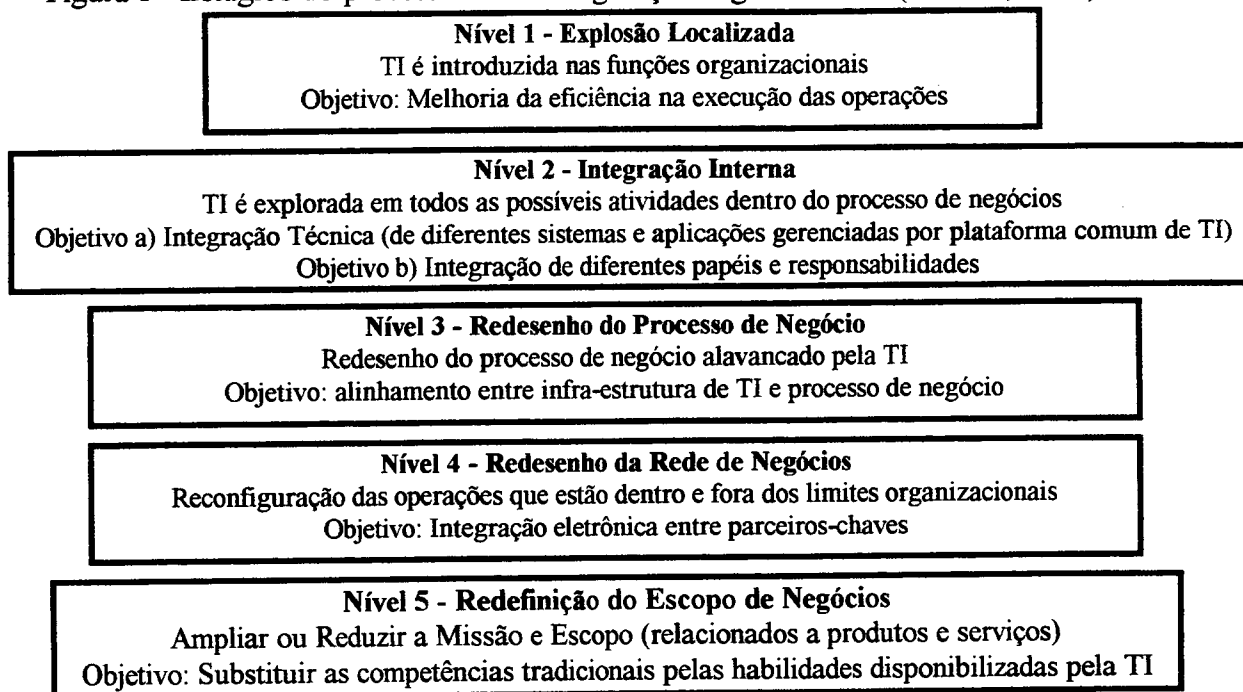 Nível 1 - Explosão Localizada
TI é introduzida nas funções organizacionais
Objetivo: Melhoria da eficiência na execução das operações
Nível 2 - Integração Interna
TI é explorada em todos as possíveis atividades dentro do processo de negócios
Objetivo a) Integração Técnica (de diferentes sistemas e aplicações gerenciadas por plataforma comum de TI)
Objetivo b) Integração de diferentes papéis e responsabilidades
Nível 3 - Redesenho do Processo de Negócio
Redesenho do processo de negócio alavancado pela TI
Objetivo: alinhamento entre infra-estrutura de TI e processo de negócio
Nível 4 - Redesenho da Rede de Negócios
Reconfiguração das operações que estão dentro e fora dos limites organizacionais
Objetivo: Integração eletrônica entre parceiros-chaves
Nível 5 - Redefinição do Escopo de Negócios
Ampliar ou Reduzir a Missão e Escopo (relacionados a produtos e serviços)
Objetivo: Substituir as competências tradicionais pelas habilidades disponibilizadas pela TI